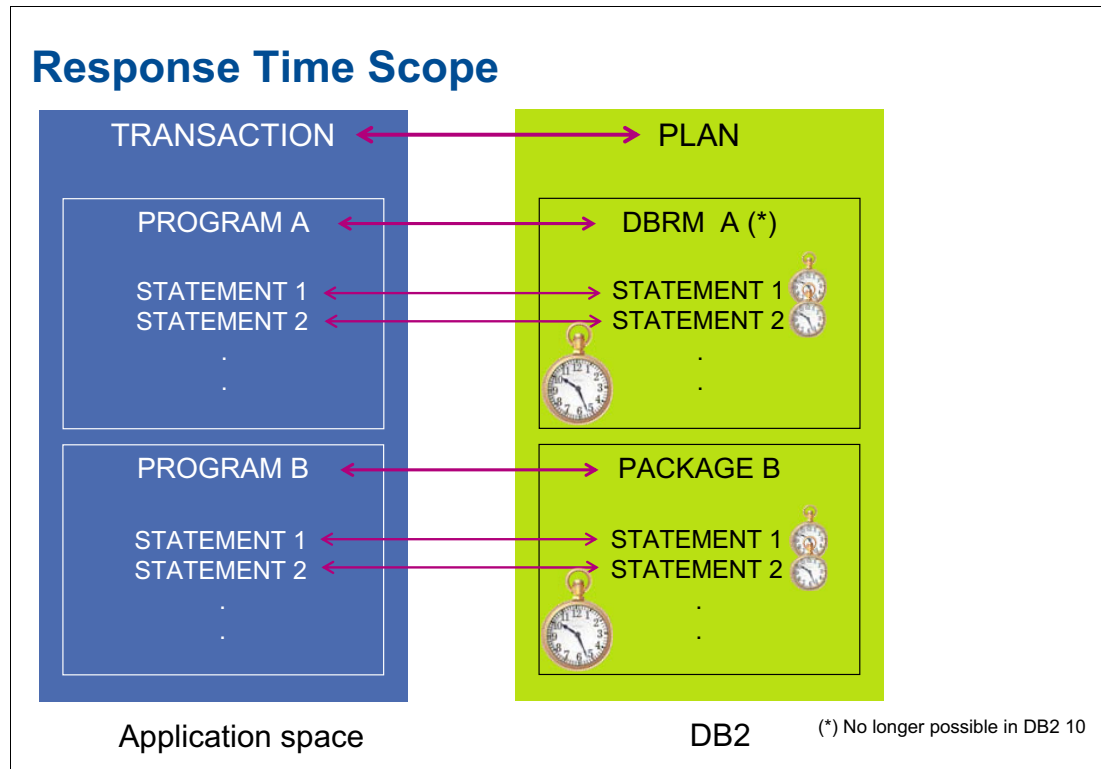 Response Time Scope
TRANSACTION
PLAN
PROGRAM A
DBRM A (*)
STATEMENT 1
STATEMENT 1
STATEMENT 2
STATEMENT 2
.
.
.
.
PROGRAM B
PACKAGE B
STATEMENT 1
STATEMENT 1
STATEMENT 2
STATEMENT 2
.
.
.
.
Application space
DB2
(*) No longer possible in DB2 10